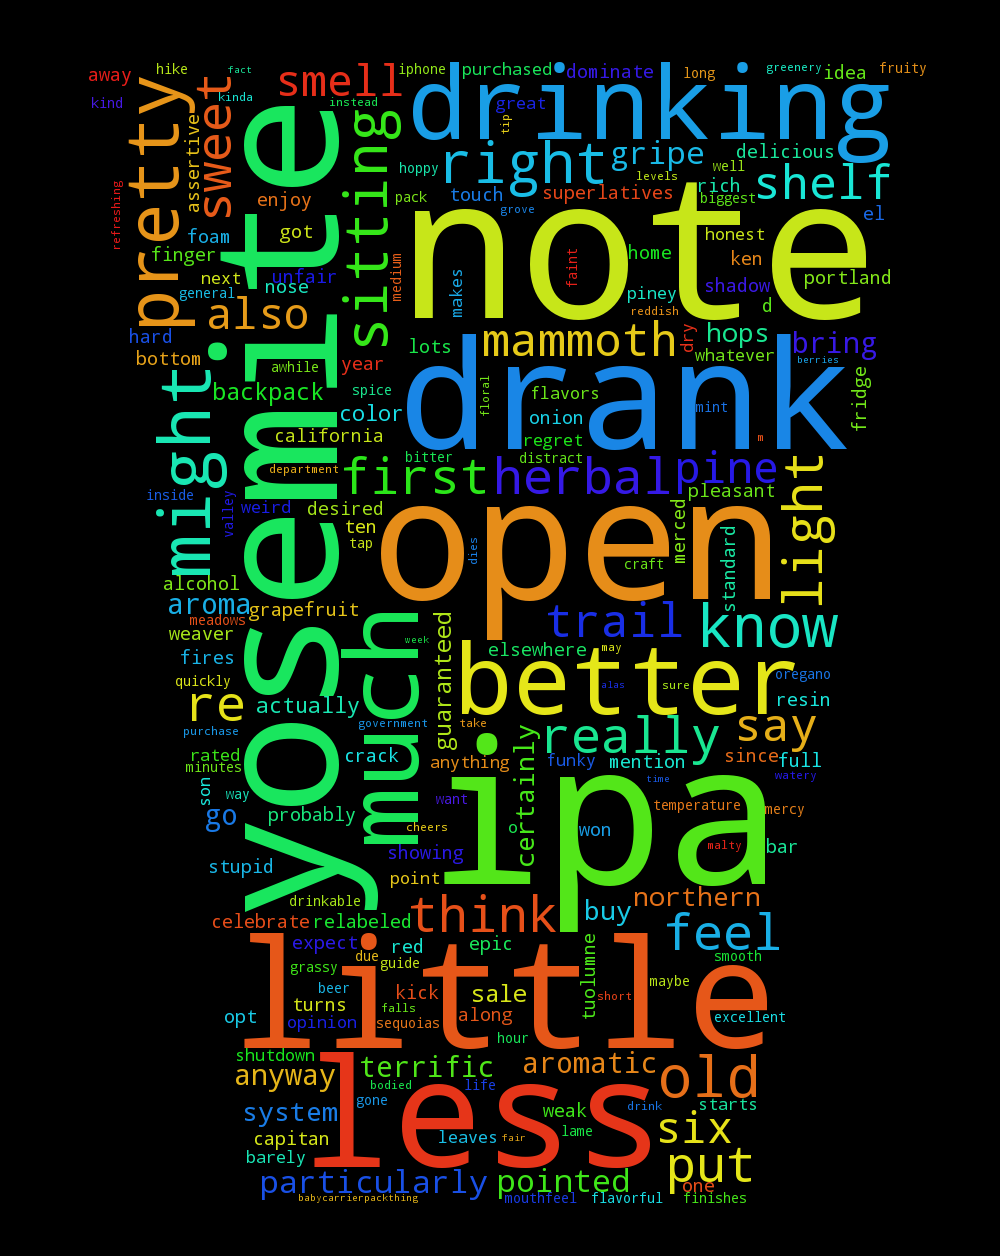 away
hike
fact
kind
kinda
smell
iphone
purchased
dominate
long
greenery
idea
fruity
instead
great
tip
drinking
pretty
sweet
assertive
refreshing
yosemite
sitting
hoppy
right
gripe
levels
well
delicious
shelf
enjoy
pack
touch
grove
superlatives
rich
biggest
el
foam
got
note
honest
finger
next
unfair
nose
medium
makes
faint
home
ken
portland
general
piney
shadow
d
also
reddish
hard
mammoth
dry
hops
bring
bottom
awhile
year
lots
whatever
berries
might
backpack
spice
floral
drank
flavors
mint
fridge
color
onion
california
regret
m
department
bitter
distract
first
herbal
pine
inside
valley
weird
desired
pleasant
light
ten
tap
open
dies
craft
merced
standard
alcohol
aroma
grapefruit
meadows
trail
know
weaver
much
week
guaranteed
fires
elsewhere
may
better
quickly
alas
sure
oregano
re
actually
resin
purchase
government
take
really
say
rated
crack
anything
certainly
funky
mention
since
full
minutes
son
way
want
ipa
time
watery
go
probably
temperature
mercy
cheers
o
won
stupid
showing
malty
bar
point
drinkable
northern
celebrate
relabeled
think
buy
feel
expect
red
epic
tuolumne
due
guide
smooth
grassy
little
beer
kick
sale
short
maybe
turns
falls
opt
opinion
sequoias
along
excellent
hour
shutdown
terrific
aromatic
old
anyway
bodied
life
gone
less
system
weak
drink
starts
capitan
leaves
fair
lame
six
barely
put
particularly
pointed
one
babycarrierpackthing
mouthfeel
flavorful
finishes